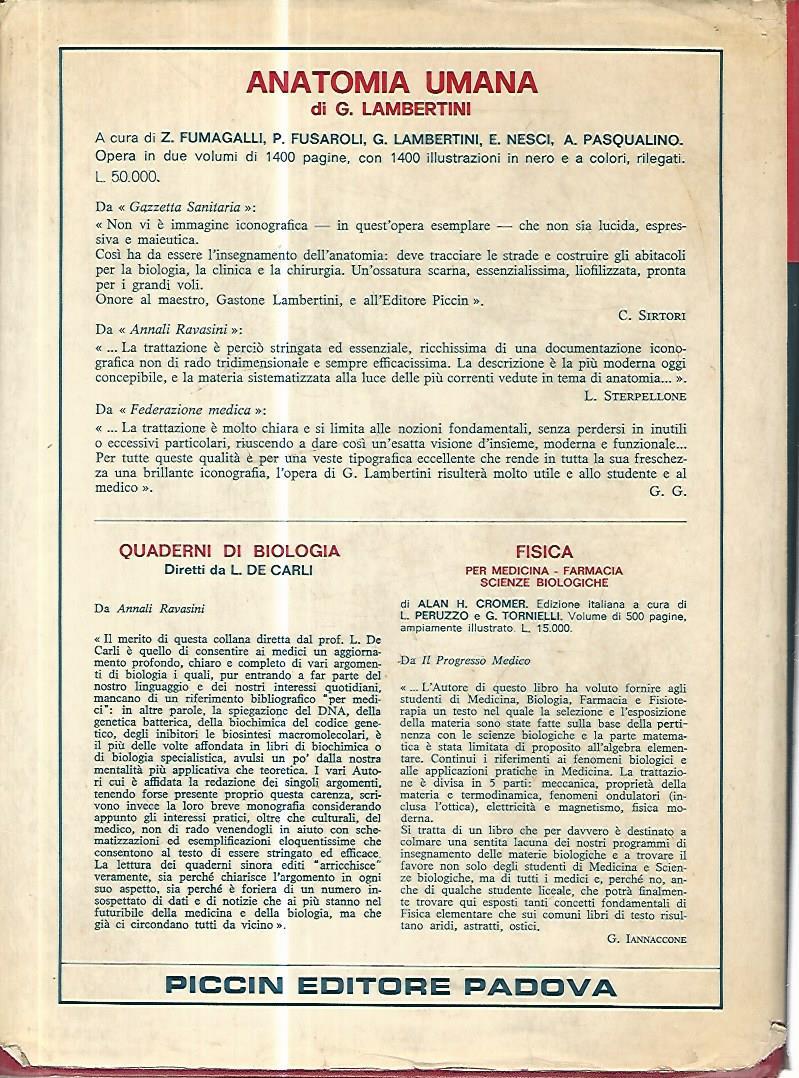 ANATOMIA UMANA
di G. LAMBERTINI
A cura di Z. FUMAGALLI, P. FUSAROLI, G. LAMBERTINI, E. NESCI, A. PASQUALINO.
Opera in due volumi di 1400 pagine, con 1400 illustrazioni in nero e a colori, rilegati.
L. 50.000.
Da « Gazzetta Sanitaria »:
« Non vi è immagine iconografica — in quest'opera esemplare — che non sia lucida, espres-
siva e maieutica.
Così ha da essere l'insegnamento dell'anatomia: deve tracciare le strade e costruire gli abitacoli
per la biologia, la clinica e la chirurgia. Un'ossatura scarna, essenzialissima, liofilizzata, pronta
per i grandi voli.
Onore al maestro, Gastone Lambertini, e all'Editore Piccin ».
C. SIRTORI
Da « Annali Ravasini »:
« ... La trattazione è perciò stringata ed essenziale, ricchissima di una documentazione icono-
grafica non di rado tridimensionale e sempre efficacissima. La descrizione è la più moderna oggi
concepibile, e la materia sistematizzata alla luce delle più correnti vedute in tema di anatomia... ».
L. STERPELLONE
Da « Federazione medica »:
« ... La trattazione è molto chiara e si limita alle nozioni fondamentali, senza perdersi in inutili
o eccessivi particolari, riuscendo a dare così un'esatta visione d'insieme, moderna e funzionale...
Per tutte queste qualità è per una veste tipografica eccellente che rende in tutta la sua freschez-
za una brillante iconografia, l'opera di G. Lambertini risulterà molto utile e allo studente e al
medico ».
G. G.
QUADERNI DI BIOLOGIA
Diretti da L. DE CARLI
Da Annali Ravasini
« Il merito di questa collana diretta dal prof. L. De
Carli è quello di consentire ai medici un aggiorna-
mento profondo, chiaro e completo di vari argomen-
ti di biologia i quali, pur entrando a far parte del
nostro linguaggio e dei nostri interessi quotidiani,
mancano di un riferimento bibliografico "per medi-
ci": in altre parole, la spiegazione del DNA, della
genetica batterica, della biochimica del codice gene-
tico, degli inibitori le biosintesi macromolecolari, è
il più delle volte affondata in libri di biochimica o
di biologia specialistica, avulsi un po' dalla nostra
mentalità più applicativa che teoretica. I vari Auto-
ri cui è affidata la redazione dei singoli argomenti,
tenendo forse presente proprio questa carenza, scri-
vono invece la loro breve monografia considerando
appunto gli interessi pratici, oltre che culturali, del
medico, non di rado venendogli in aiuto con sche-
matizzazioni ed esemplificazioni eloquentissime che
consentono al testo di essere stringato ed efficace.
La lettura dei quaderni sinora editi "arricchisce"
veramente, sia perché chiarisce l'argomento in ogni
suo aspetto, sia perché è foriera di un numero in-
sospettato di dati e di notizie che ai più stanno nel
futuribile della medicina e della biologia, ma che
già ci circondano tutti da vicino ».
FISICA
PER MEDICINA - FARMACIA
SCIENZE BIOLOGICHE
di ALAN H. CROMER. Edizione italiana a cura di
L. PERUZZO e G. TORNIELLI. Volume di 500 pagine,
ampiamente illustrato. L. 15.000.
Da Il Progresso Medico
« ... L'Autore di questo libro ha voluto fornire agli
studenti di Medicina, Biologia, Farmacia e Fisiote-
rapia un testo nel quale la selezione e l'esposizione
della materia sono state fatte sulla base della perti-
nenza con le scienze biologiche e la parte matema-
tica è stata limitata di proposito all'algebra elemen-
tare. Continui i riferimenti ai fenomeni biologici e
alle applicazioni pratiche in Medicina. La trattazio-
ne è divisa in 5 parti: meccanica, proprietà della
materia e termodinamica, fenomeni ondulatori (in-
clusa l'ottica), elettricità e magnetismo, fisica mo-
derna.
Si tratta di un libro che per davvero è destinato a
colmare una sentita lacuna dei nostri programmi di
insegnamento delle materie biologiche e a trovare il
favore non solo degli studenti di Medicina e Scien-
ze biologiche, ma di tutti i medici e, perché no, an-
che di qualche studente liceale, che potrà finalmen-
te trovare qui esposti tanti concetti fondamentali di
Fisica elementare che sui comuni libri di testo risul-
tano aridi, astratti, ostici.
G. IANNACCONE
PICCIN EDITORE PADOVA